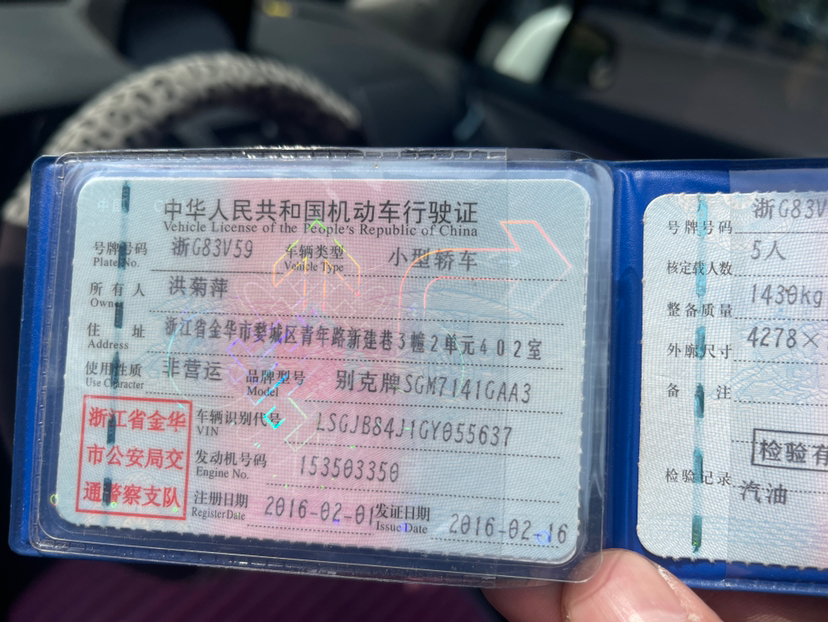 中华人民共和国机动车行驶证
Vehicle License of the People's Republic of China
号牌号码 浙G83V59 车辆类型 小型轿车
Plate No. Vehicle Type
所有人 洪菊萍
Owner
住址 浙江省金华市婺城区青年路新建巷3幢2单元402室
Address
使用性质 非营运 品牌型号 别克牌SGM7141GAA3
Use Character Model
浙江省金华
市公安局交
通警察支队
车辆识别代号 LSGJB84J1GY055637
VIN
发动机号码 153503350
Engine No.
注册日期 2016-02-01 发证日期 2016-02-16
Register Date Issue Date
号牌号码 浙G83V
核定载人数 5人
整备质量 1430kg
外廓尺寸 4278×
备注
检验有
检验记录 汽油